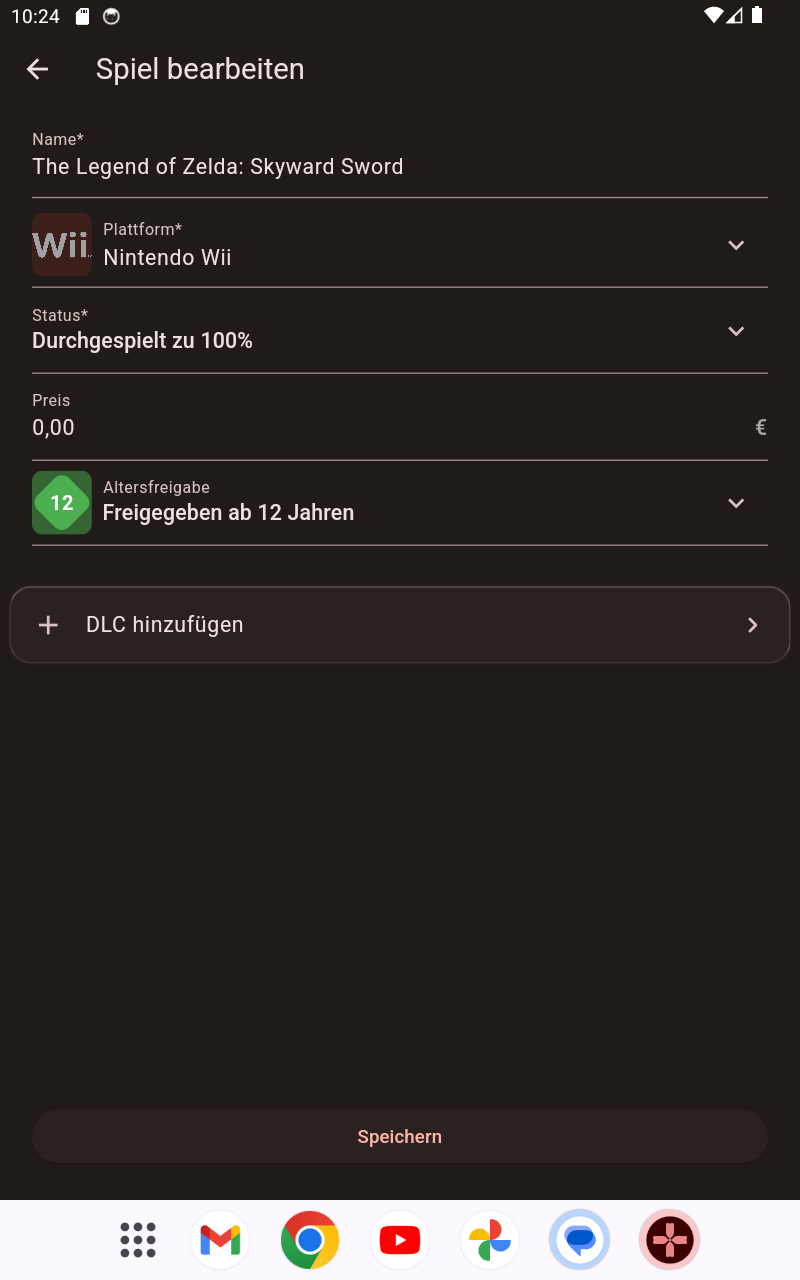 10:24
Spiel bearbeiten
Name*
The Legend of Zelda: Skyward Sword
Wii
Plattform*
Nintendo Wii
Status*
Durchgespielt zu 100%
Preis
0,00
€
12
Altersfreigabe
Freigegeben ab 12 Jahren
DLC hinzufügen
Speichern